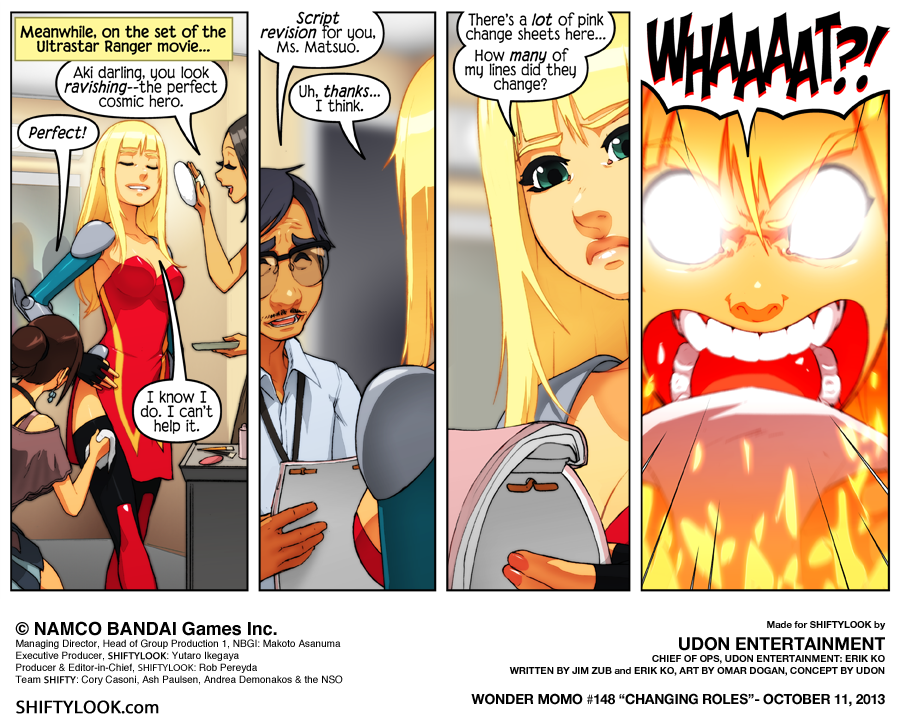 Meanwhile, on the set of the
Ultrastar Ranger movie...
Aki darling, you look
ravishing--the perfect
cosmic hero.
Perfect!
I know I
do. I can't
help it.
Script
revision for you,
Ms. Matsuo.
Uh, thanks...
I think.
There's a lot of pink
change sheets here...
How many of
my lines did they
change?
WHAAAAT?!
© NAMCO BANDAI Games Inc.
Managing Director, Head of Group Production 1, NBGI: Makoto Asanuma
Executive Producer, SHIFTYLOOK: Yutaro Ikegaya
Producer & Editor-in-Chief, SHIFTYLOOK: Rob Pereyda
Team SHIFTY: Cory Casoni, Ash Paulsen, Andrea Demonakos & the NSO
SHIFTYLOOK.com
Made for SHIFTYLOOK by
UDON ENTERTAINMENT
CHIEF OF OPS, UDON ENTERTAINMENT: ERIK KO
WRITTEN BY JIM ZUB and ERIK KO, ART BY OMAR DOGAN, CONCEPT BY UDON
WONDER MOMO #148 “CHANGING ROLES”- OCTOBER 11, 2013